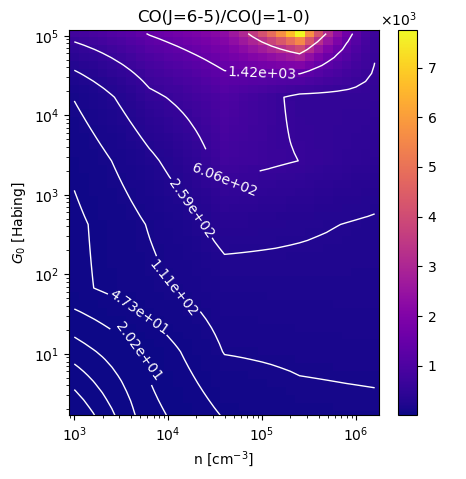 CO(J=6-5)/CO(J=1-0)
×10³
10⁵
10⁴
10³
10²
10¹
G₀ [Habing]
1.42e+03
6.06e+02
2.59e+02
1.11e+02
4.73e+01
2.02e+01
10³ 10⁴ 10⁵ 10⁶
n [cm⁻³]
7
6
5
4
3
2
1